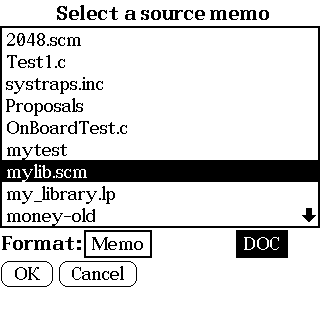 Select a source memo
2048.scm
Test1.c
systraps.inc
Proposals
OnBoardTest.c
mytest
mylib.scm
my_library.lp
money-old
Format: Memo DOC
OK Cancel